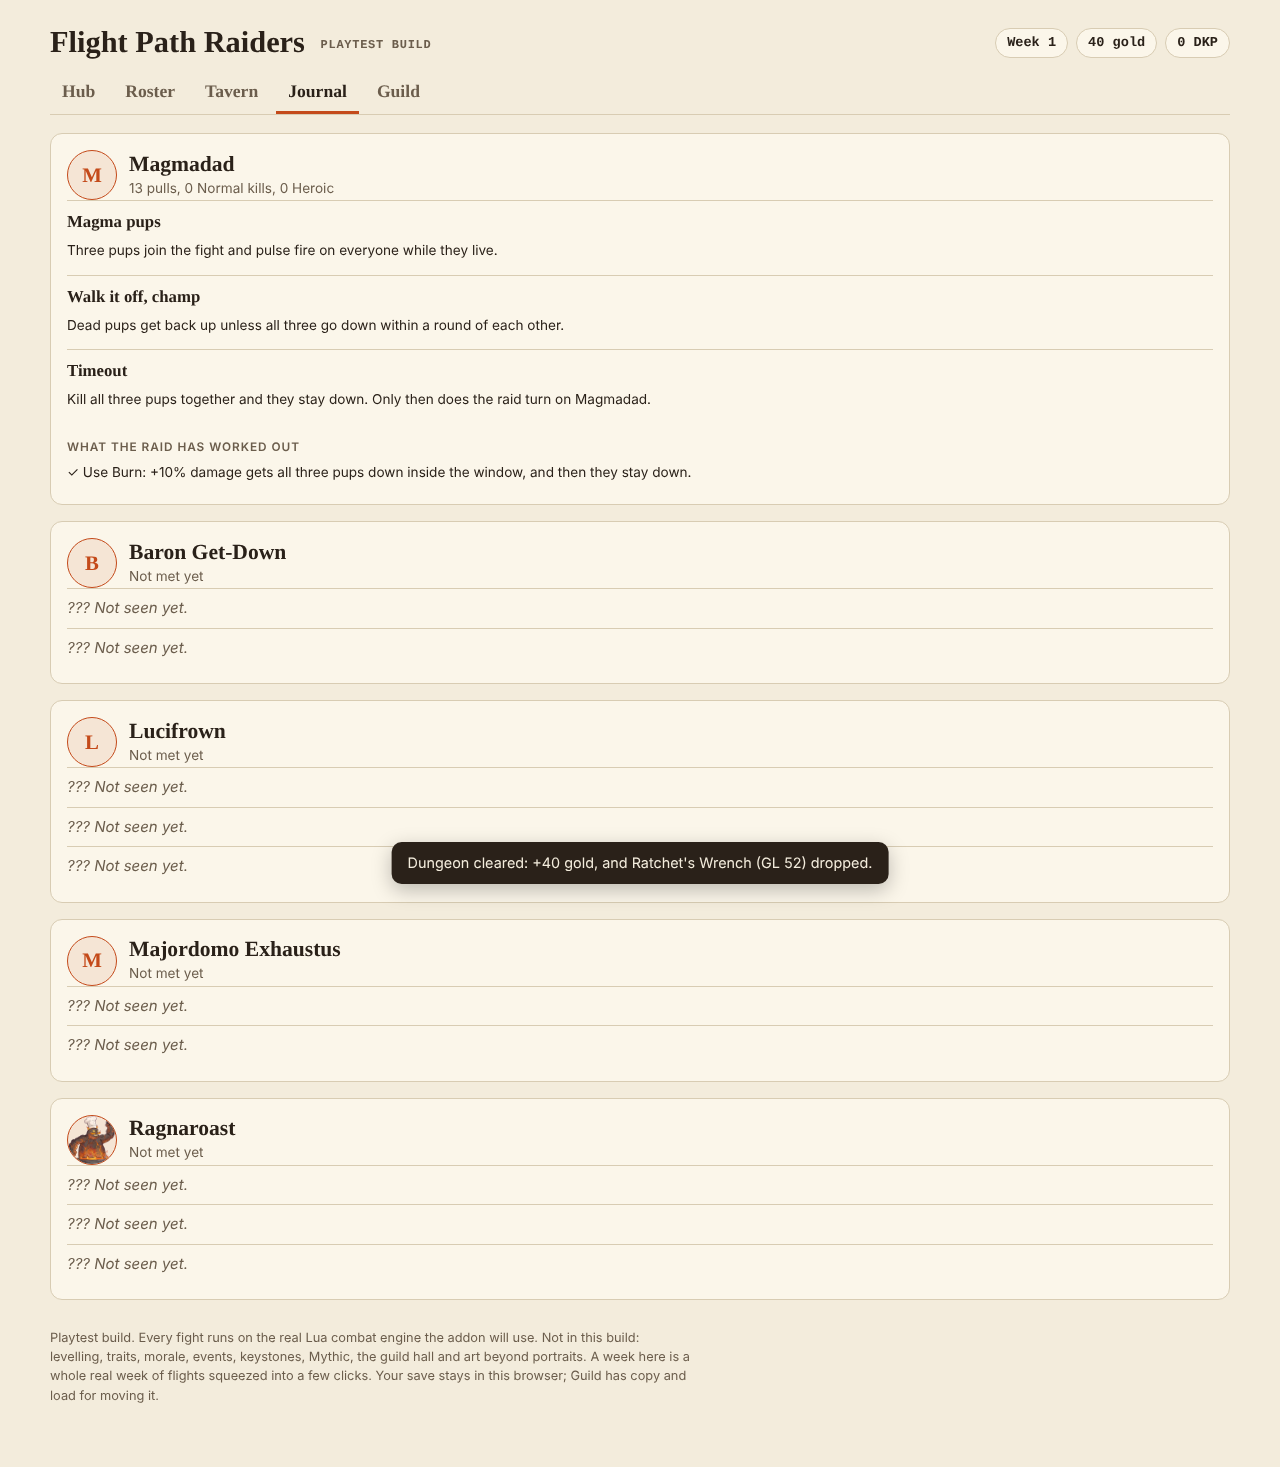 Flight Path Raiders PLAYTEST BUILD
Week 1 40 gold 0 DKP
Hub Roster Tavern Journal Guild
M
Magmadad
13 pulls, 0 Normal kills, 0 Heroic
Magma pups
Three pups join the fight and pulse fire on everyone while they live.
Walk it off, champ
Dead pups get back up unless all three go down within a round of each other.
Timeout
Kill all three pups together and they stay down. Only then does the raid turn on Magmadad.
WHAT THE RAID HAS WORKED OUT
✓ Use Burn: +10% damage gets all three pups down inside the window, and then they stay down.
B
Baron Get-Down
Not met yet
??? Not seen yet.
??? Not seen yet.
L
Lucifrown
Not met yet
??? Not seen yet.
??? Not seen yet.
??? Not seen yet.
Dungeon cleared: +40 gold, and Ratchet's Wrench (GL 52) dropped.
M
Majordomo Exhaustus
Not met yet
??? Not seen yet.
??? Not seen yet.
Ragnaroast
Not met yet
??? Not seen yet.
??? Not seen yet.
??? Not seen yet.
Playtest build. Every fight runs on the real Lua combat engine the addon will use. Not in this build:
levelling, traits, morale, events, keystones, Mythic, the guild hall and art beyond portraits. A week here is a
whole real week of flights squeezed into a few clicks. Your save stays in this browser; Guild has copy and
load for moving it.